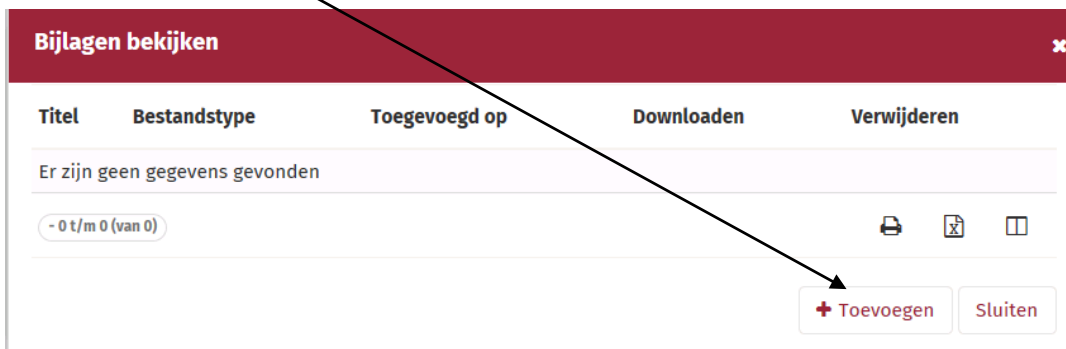 Bijlagen bekijken
Titel Bestandstype Toegevoegd op Downloaden Verwijderen
Er zijn geen gegevens gevonden
- 0 t/m 0 (van 0)
+ Toevoegen Sluiten